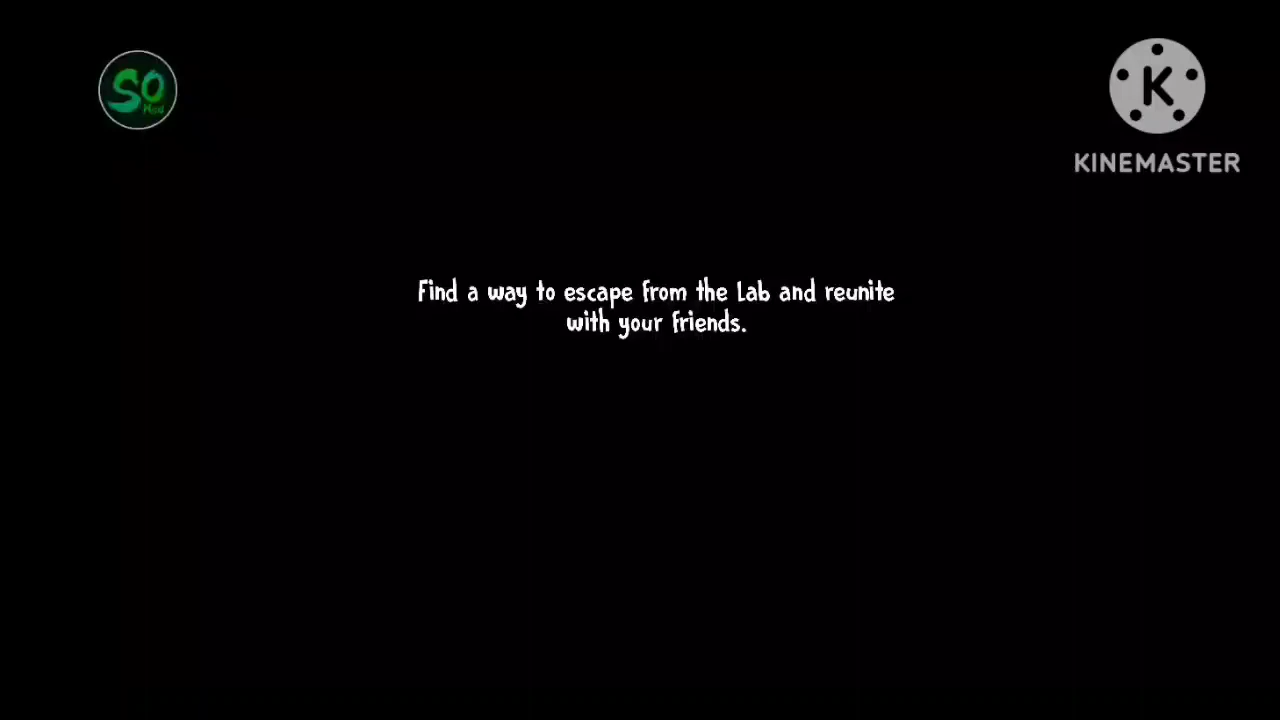 SO
KINEMASTER
Find a way to escape from the Lab and reunite
with your friends.